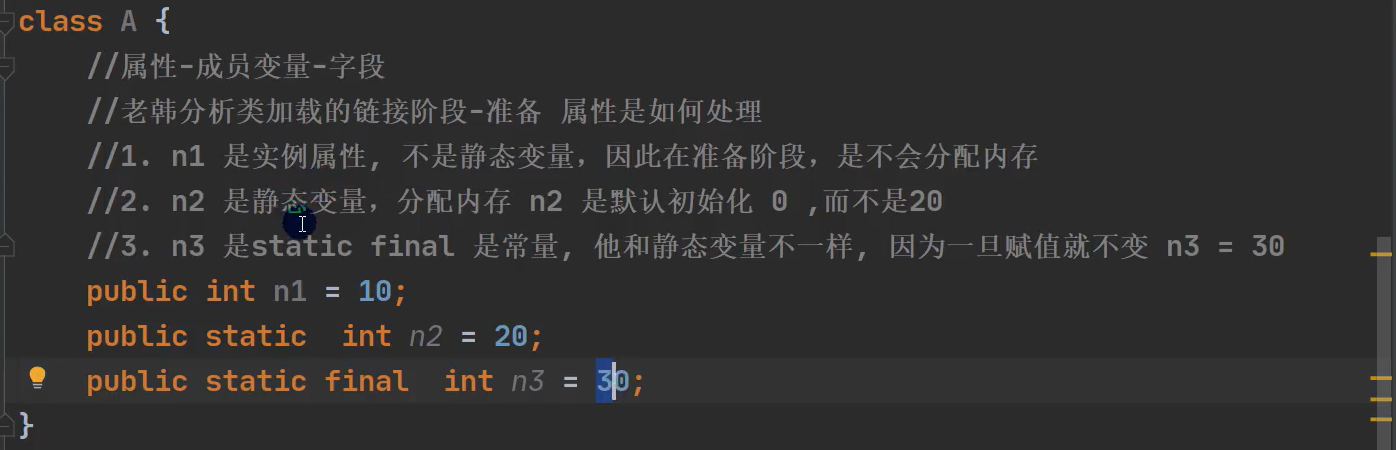 class A {
//属性-成员变量-字段
//老韩分析类加载的链接阶段-准备 属性是如何处理
//1. n1 是实例属性, 不是静态变量，因此在准备阶段，是不会分配内存
//2. n2 是静态变量，分配内存 n2 是默认初始化 0 ,而不是20
//3. n3 是static final 是常量, 他和静态变量不一样, 因为一旦赋值就不变 n3 = 30
public int n1 = 10;
public static  int n2 = 20;
public static final  int n3 = 30;
}